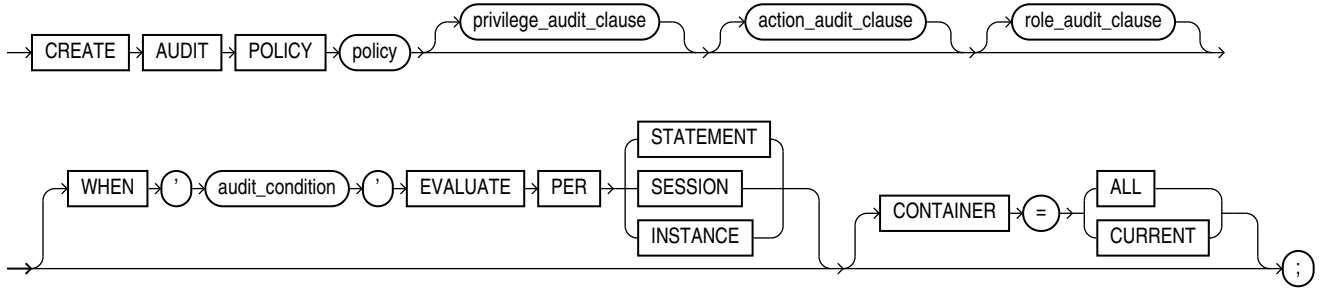 privilege_audit_clause action_audit_clause role_audit_clause
CREATE AUDIT POLICY policy
STATEMENT
WHEN ' audit_condition ' EVALUATE PER SESSION ALL
CONTAINER =
INSTANCE CURRENT
;